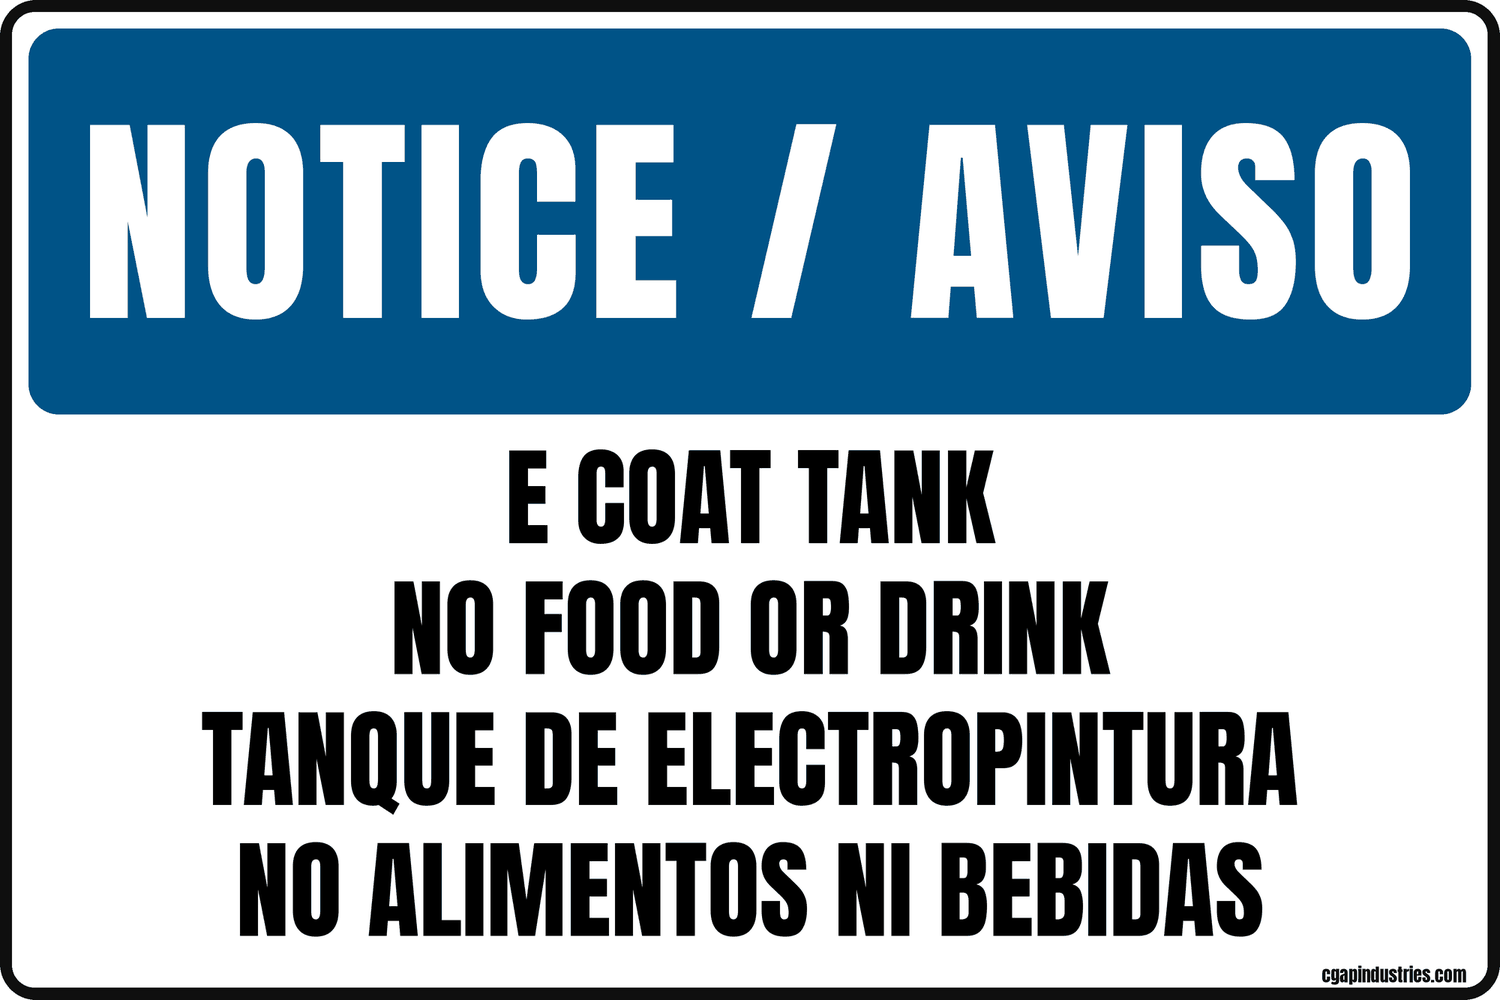 NOTICE / AVISO
E COAT TANK
NO FOOD OR DRINK
TANQUE DE ELECTROPINTURA
NO ALIMENTOS NI BEBIDAS
cgapindustries.com